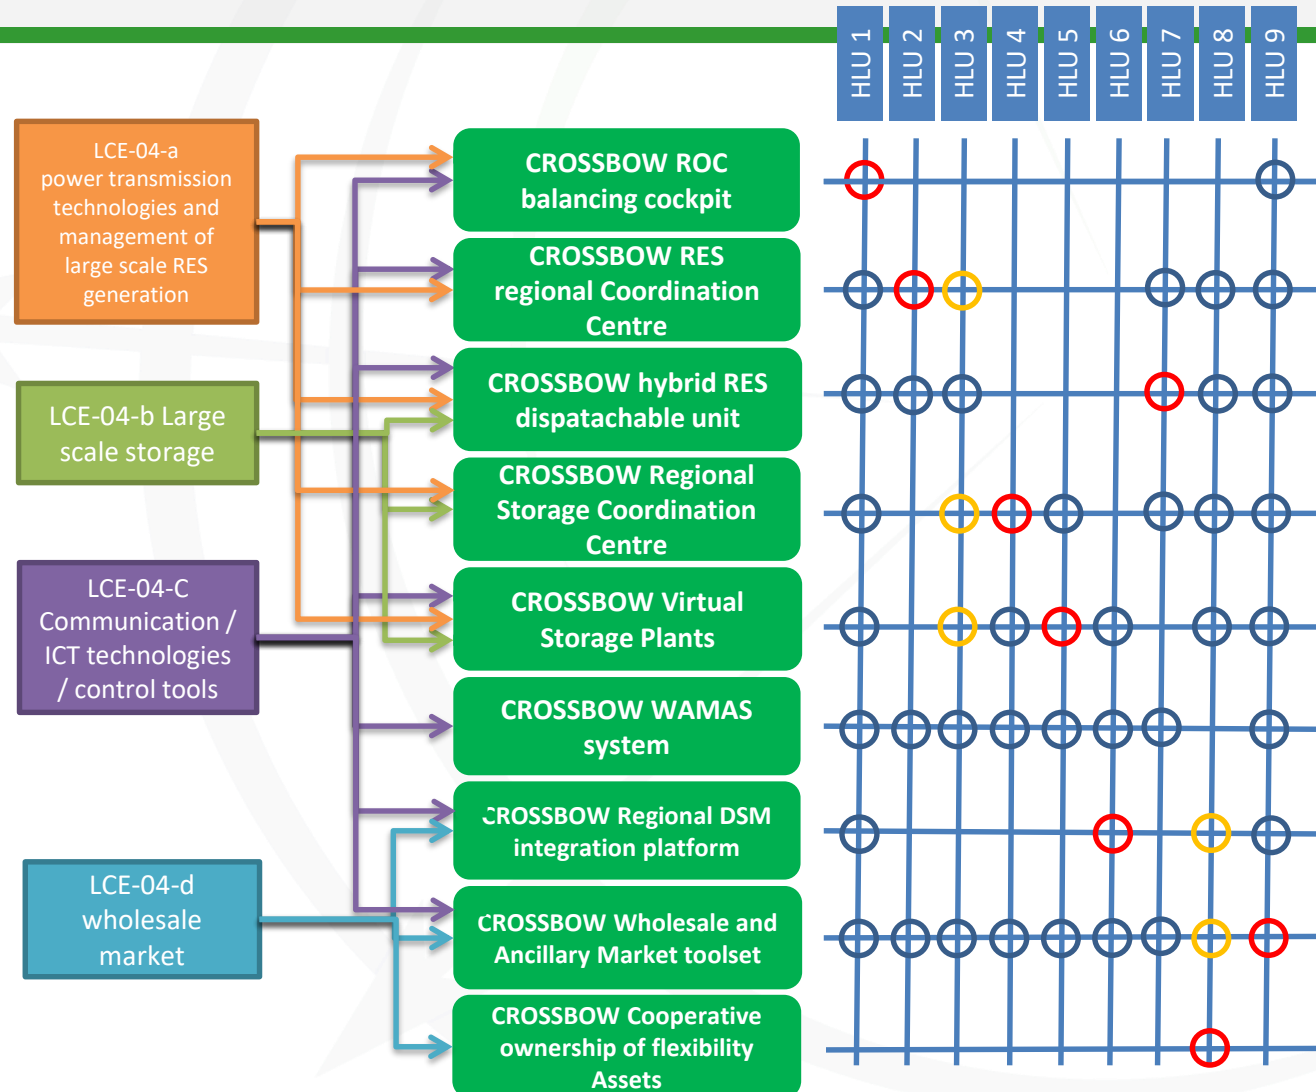 HLU 1
HLU 2
HLU 3
HLU 4
HLU 5
HLU 6
HLU 7
HLU 8
HLU 9
LCE-04-a
power transmission
technologies and
management of
large scale RES
generation
LCE-04-b Large
scale storage
LCE-04-C
Communication /
ICT technologies
/ control tools
LCE-04-d
wholesale
market
CROSSBOW ROC
balancing cockpit
CROSSBOW RES
regional Coordination
Centre
CROSSBOW hybrid RES
dispatachable unit
CROSSBOW Regional
Storage Coordination
Centre
CROSSBOW Virtual
Storage Plants
CROSSBOW WAMAS
system
CROSSBOW Regional DSM
integration platform
CROSSBOW Wholesale and
Ancillary Market toolset
CROSSBOW Cooperative
ownership of flexibility
Assets